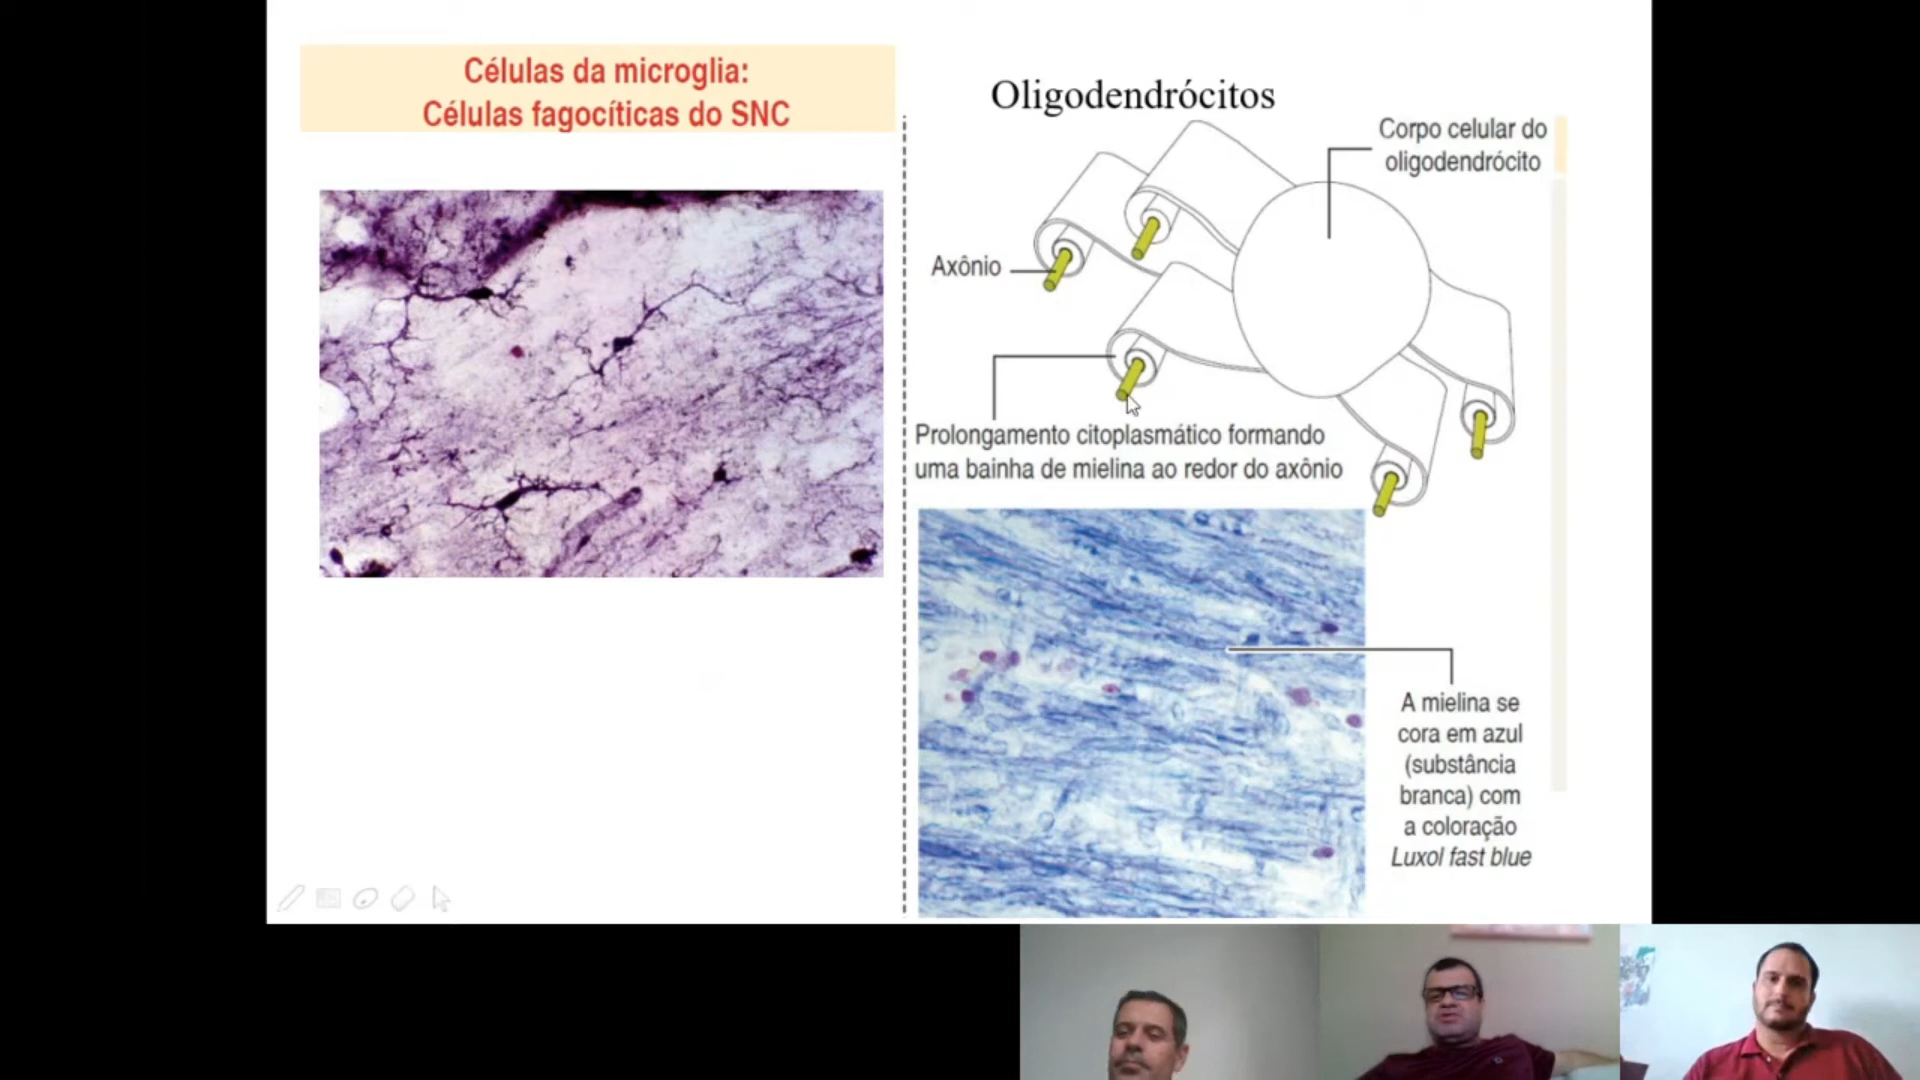 Células da microglia:
Células fagocíticas do SNC
Oligodendrócitos
Corpo celular do
oligodendrócito
Axônio
Prolongamento citoplasmático formando
uma bainha de mielina ao redor do axônio
A mielina se
cora em azul
(substância
branca) com
a coloração
Luxol fast blue